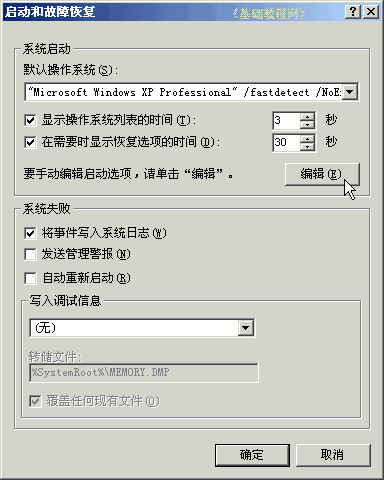 启动和故障恢复
《基础教程网》
系统启动
默认操作系统(S):
"Microsoft Windows XP Professional" /fastdetect /NoE
显示操作系统列表的时间(T):
3
秒
在需要时显示恢复选项的时间(D):
30
秒
要手动编辑启动选项，请单击“编辑”。
编辑(E)
系统失败
将事件写入系统日志(W)
发送管理警报(N)
自动重新启动(R)
写入调试信息
(无)
转储文件:
%SystemRoot%\MEMORY.DMP
覆盖任何现有文件(O)
确定
取消